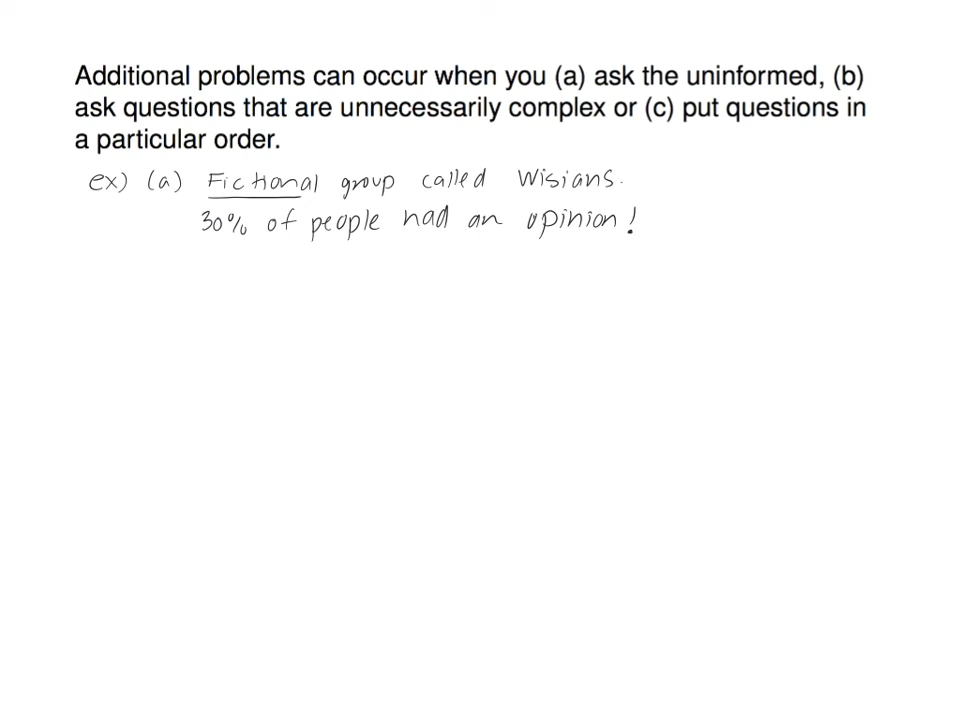 Additional problems can occur when you (a) ask the uninformed, (b)
ask questions that are unnecessarily complex or (c) put questions in
a particular order.
ex) (a) Fictional group called Wisians.
30% of people had an opinion!